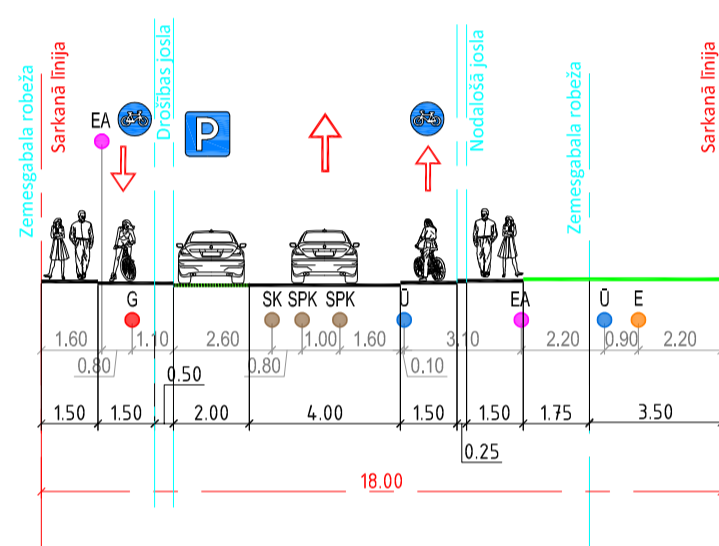 Zemesgabala robeža
Sarkanā līnija
Drošības josla
Nodalošā josla
Zemesgabala robeža
Sarkanā līnija
EA
P
G
SK SPK SPK
Ū
EA
Ū
E
1.60
1.10
2.60
1.00
1.60
3.10
2.20
0.90
2.20
0.80
0.80
0.10
0.50
1.50
1.50
2.00
4.00
1.50
1.50
1.75
3.50
0.25
18.00